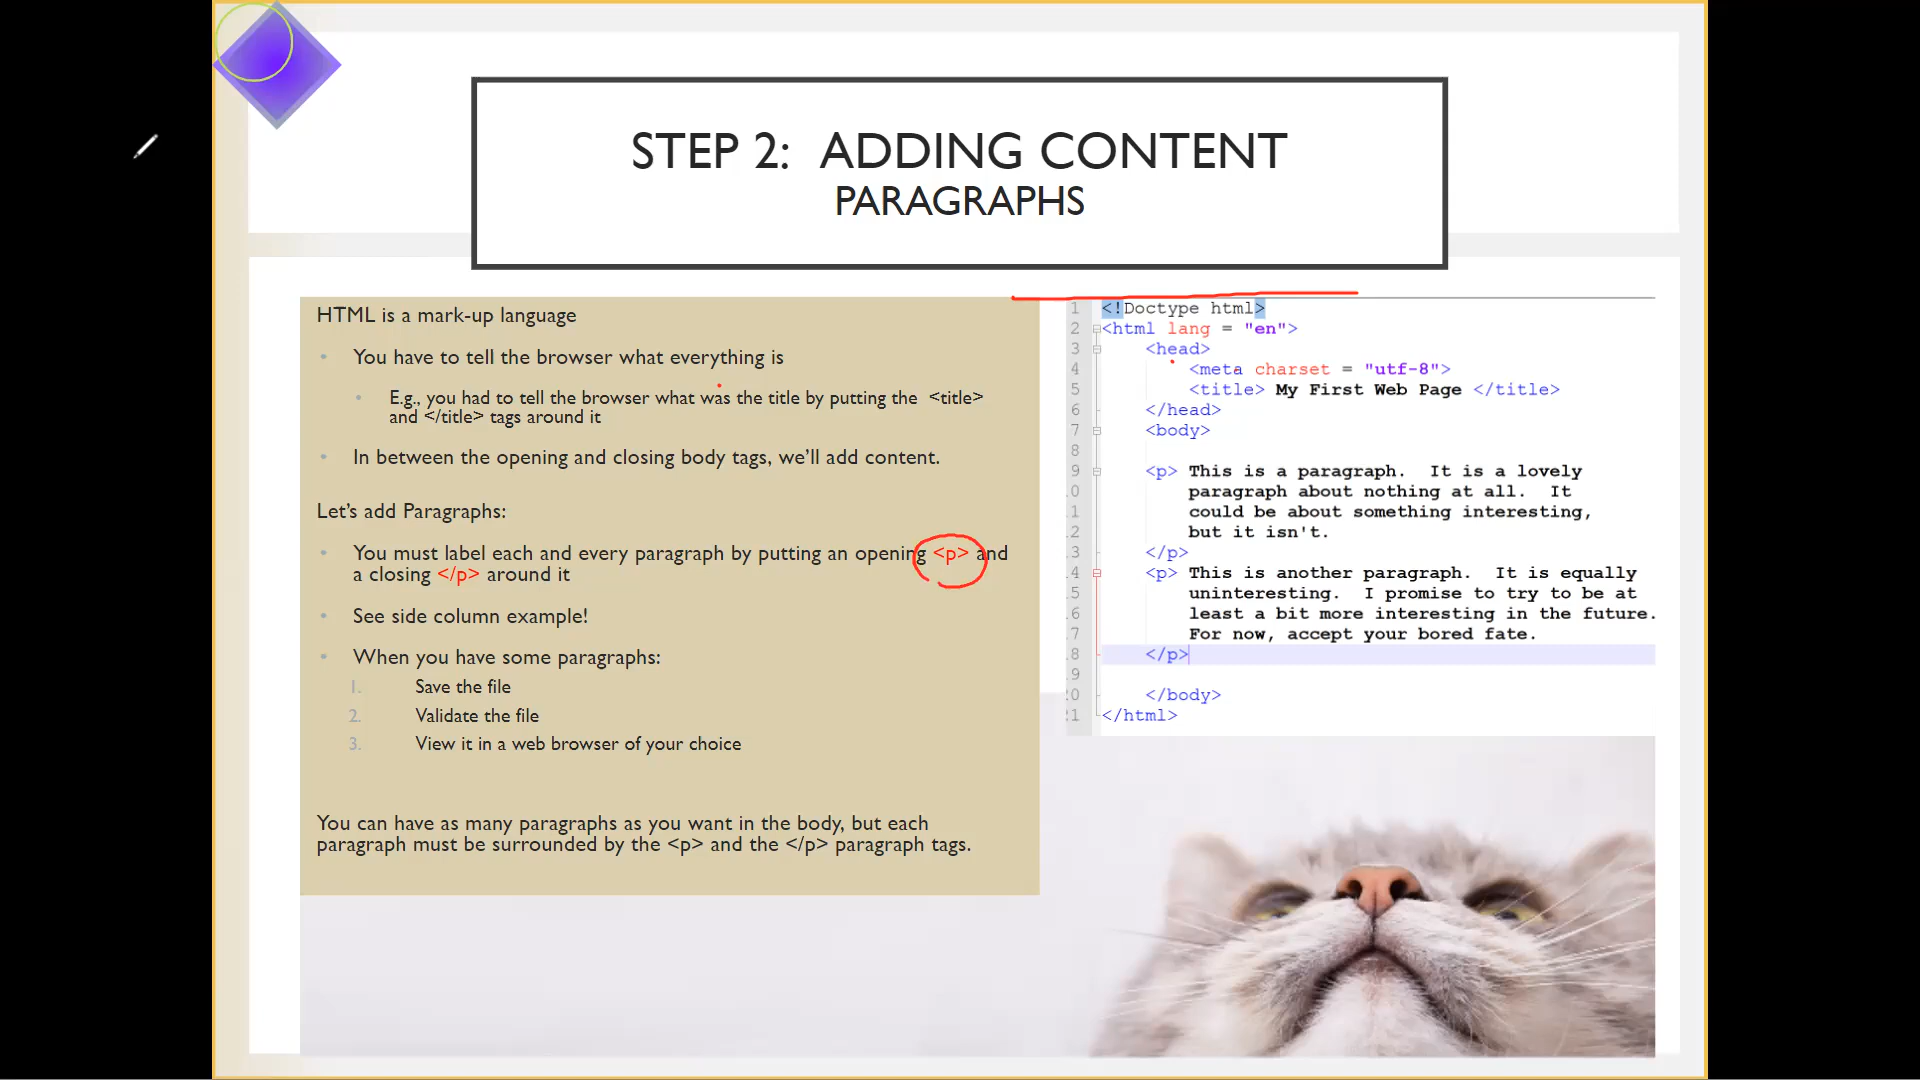 STEP 2: ADDING CONTENT
PARAGRAPHS
HTML is a mark-up language
• You have to tell the browser what everything is
• E.g., you had to tell the browser what was the title by putting the <title>
and </title> tags around it
• In between the opening and closing body tags, we'll add content.
Let's add Paragraphs:
• You must label each and every paragraph by putting an opening <p> and
a closing </p> around it
• See side column example!
• When you have some paragraphs:
1. Save the file
2. Validate the file
3. View it in a web browser of your choice
You can have as many paragraphs as you want in the body, but each
paragraph must be surrounded by the <p> and the </p> paragraph tags.
1 <!Doctype html>
2 <html lang = "en">
3 <head>
4 <meta charset = "utf-8">
5 <title> My First Web Page </title>
6 </head>
7 <body>
8
9 <p> This is a paragraph. It is a lovely
0 paragraph about nothing at all. It
1 could be about something interesting,
2 but it isn't.
3 </p>
4 <p> This is another paragraph. It is equally
5 uninteresting. I promise to try to be at
6 least a bit more interesting in the future.
7 For now, accept your bored fate.
8 </p>
9
0 </body>
1 </html>